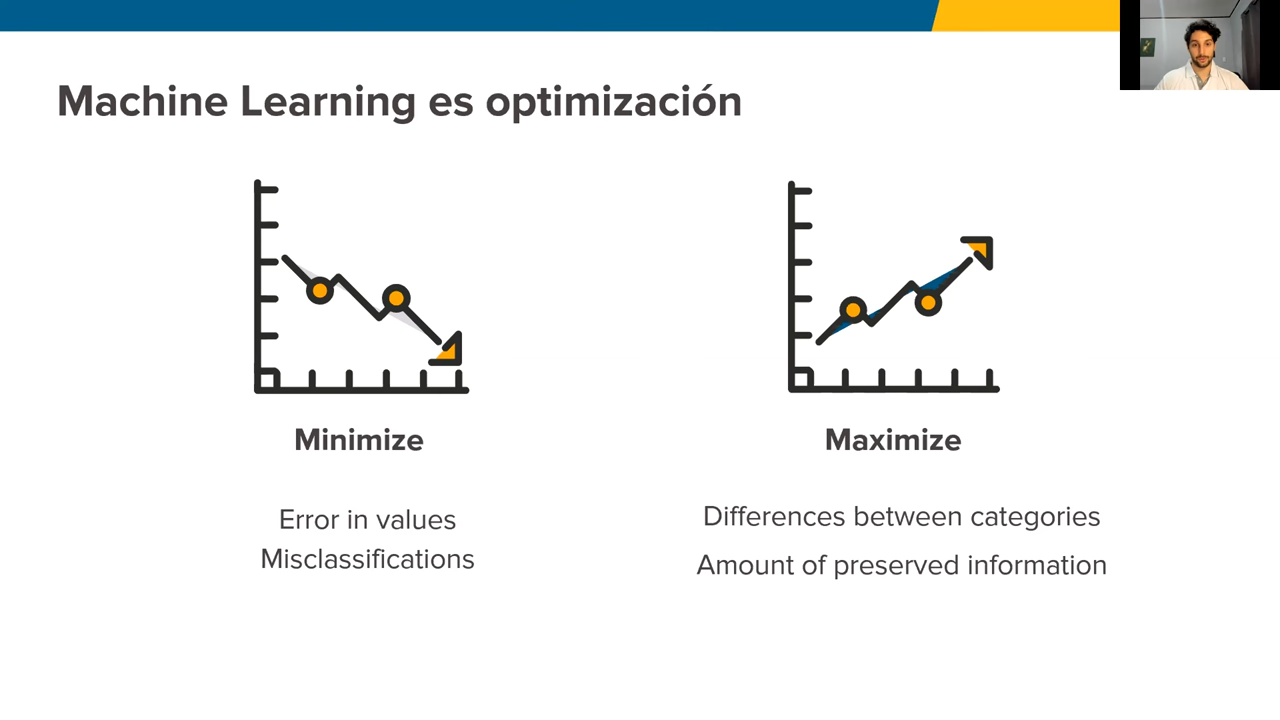 Machine Learning es optimización
Minimize
Error in values
Misclassifications
Maximize
Differences between categories
Amount of preserved information